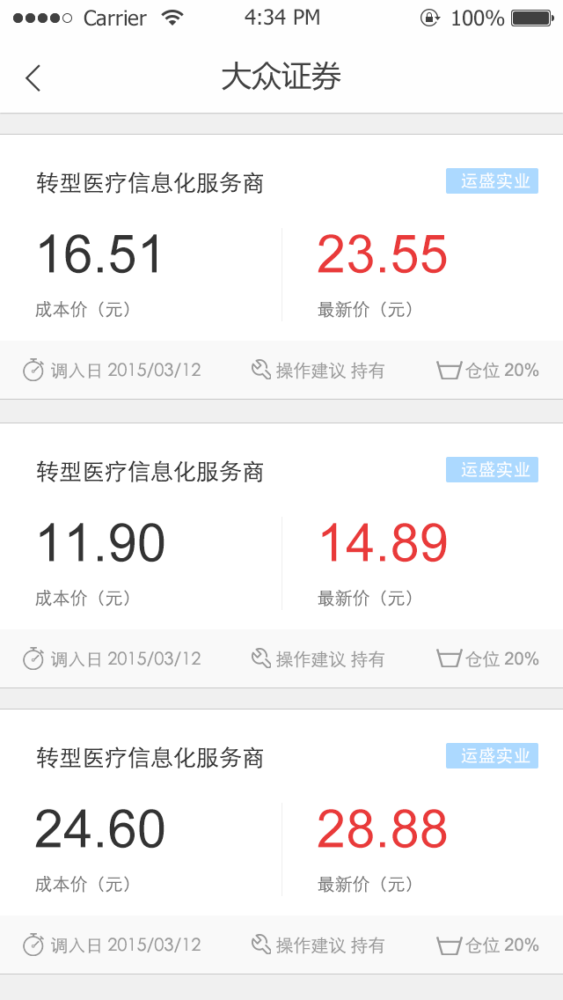 Carrier 4:34 PM 100%
大众证券
转型医疗信息化服务商 运盛实业
16.51 23.55
成本价（元） 最新价（元）
调入日 2015/03/12 操作建议 持有 仓位 20%
转型医疗信息化服务商 运盛实业
11.90 14.89
成本价（元） 最新价（元）
调入日 2015/03/12 操作建议 持有 仓位 20%
转型医疗信息化服务商 运盛实业
24.60 28.88
成本价（元） 最新价（元）
调入日 2015/03/12 操作建议 持有 仓位 20%